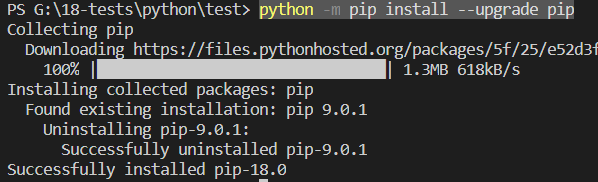 PS G:\18-tests\python\test> python -m pip install --upgrade pip
Collecting pip
Downloading https://files.pythonhosted.org/packages/5f/25/e52d3f
100% |████████████████████████████████| 1.3MB 618kB/s
Installing collected packages: pip
Found existing installation: pip 9.0.1
Uninstalling pip-9.0.1:
Successfully uninstalled pip-9.0.1
Successfully installed pip-18.0